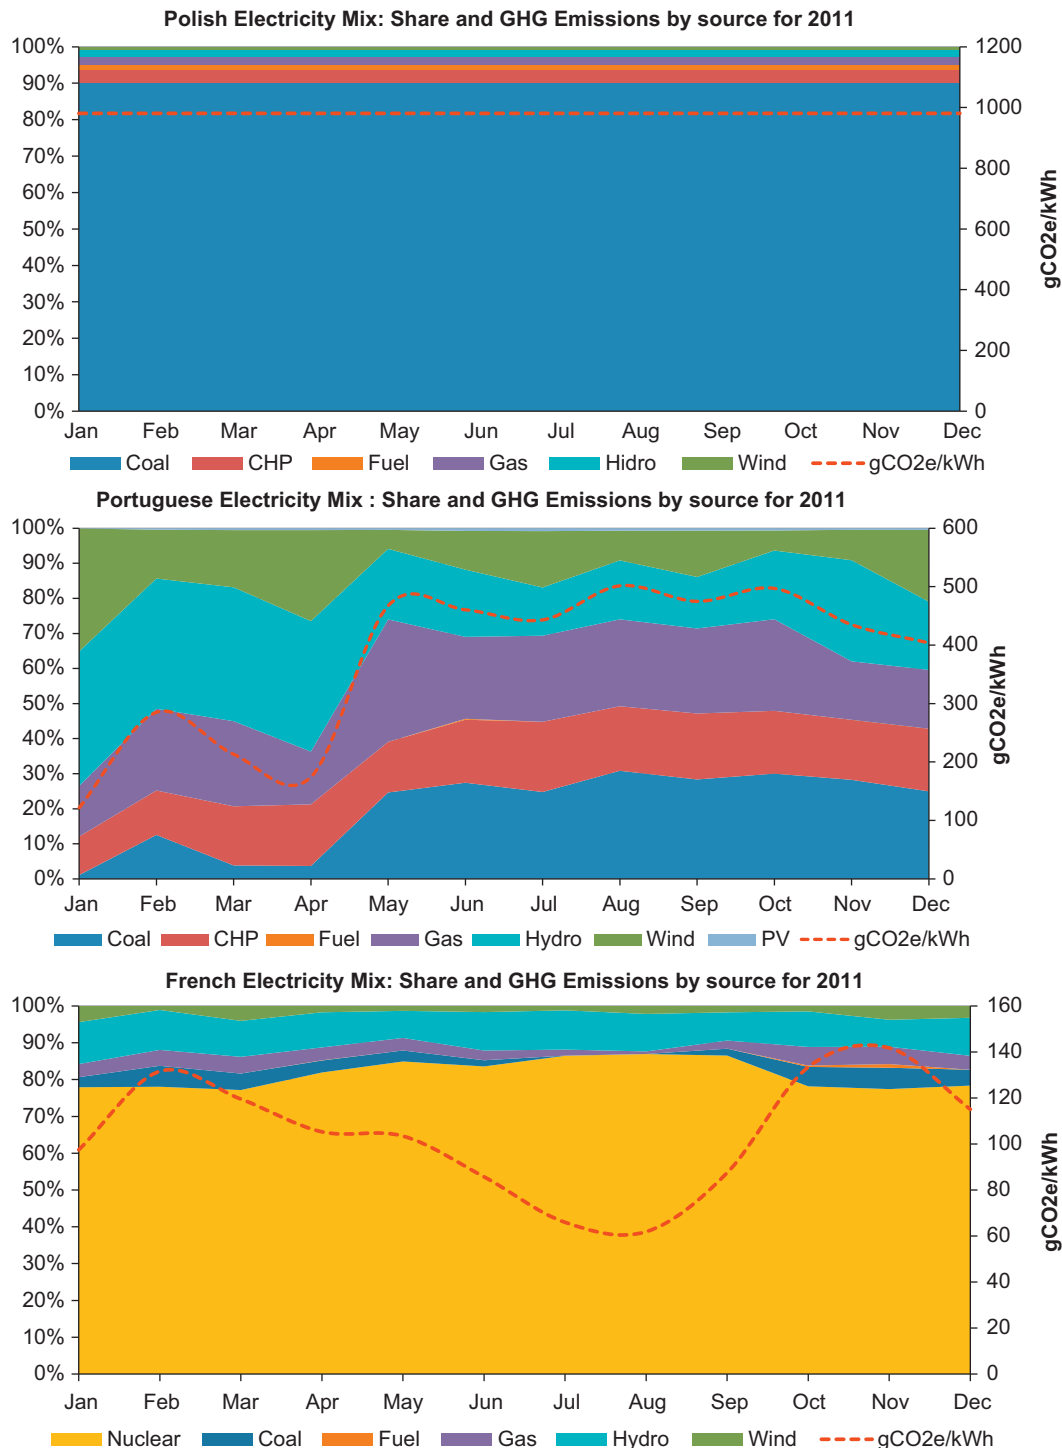 Polish Electricity Mix: Share and GHG Emissions by source for 2011
100% 1200
90%
80% 1000
70% 800
60%
50% 600
40% 400
30%
20% 200
10%
0% 0
gCO2e/kWh
Jan Feb Mar Apr May Jun Jul Aug Sep Oct Nov Dec
Coal CHP Fuel Gas Hidro Wind gCO2e/kWh
Portuguese Electricity Mix : Share and GHG Emissions by source for 2011
100% 600
90%
80% 500
70% 400
60%
50% 300
40%
30% 200
20% 100
10%
0% 0
gCO2e/kWh
Jan Feb Mar Apr May Jun Jul Aug Sep Oct Nov Dec
Coal CHP Fuel Gas Hydro Wind PV gCO2e/kWh
French Electricity Mix: Share and GHG Emissions by source for 2011
100% 160
90% 140
80% 120
70%
60% 100
50% 80
40% 60
30%
20% 40
10% 20
0% 0
gCO2e/kWh
Jan Feb Mar Apr May Jun Jul Aug Sep Oct Nov Dec
Nuclear Coal Fuel Gas Hydro Wind gCO2e/kWh